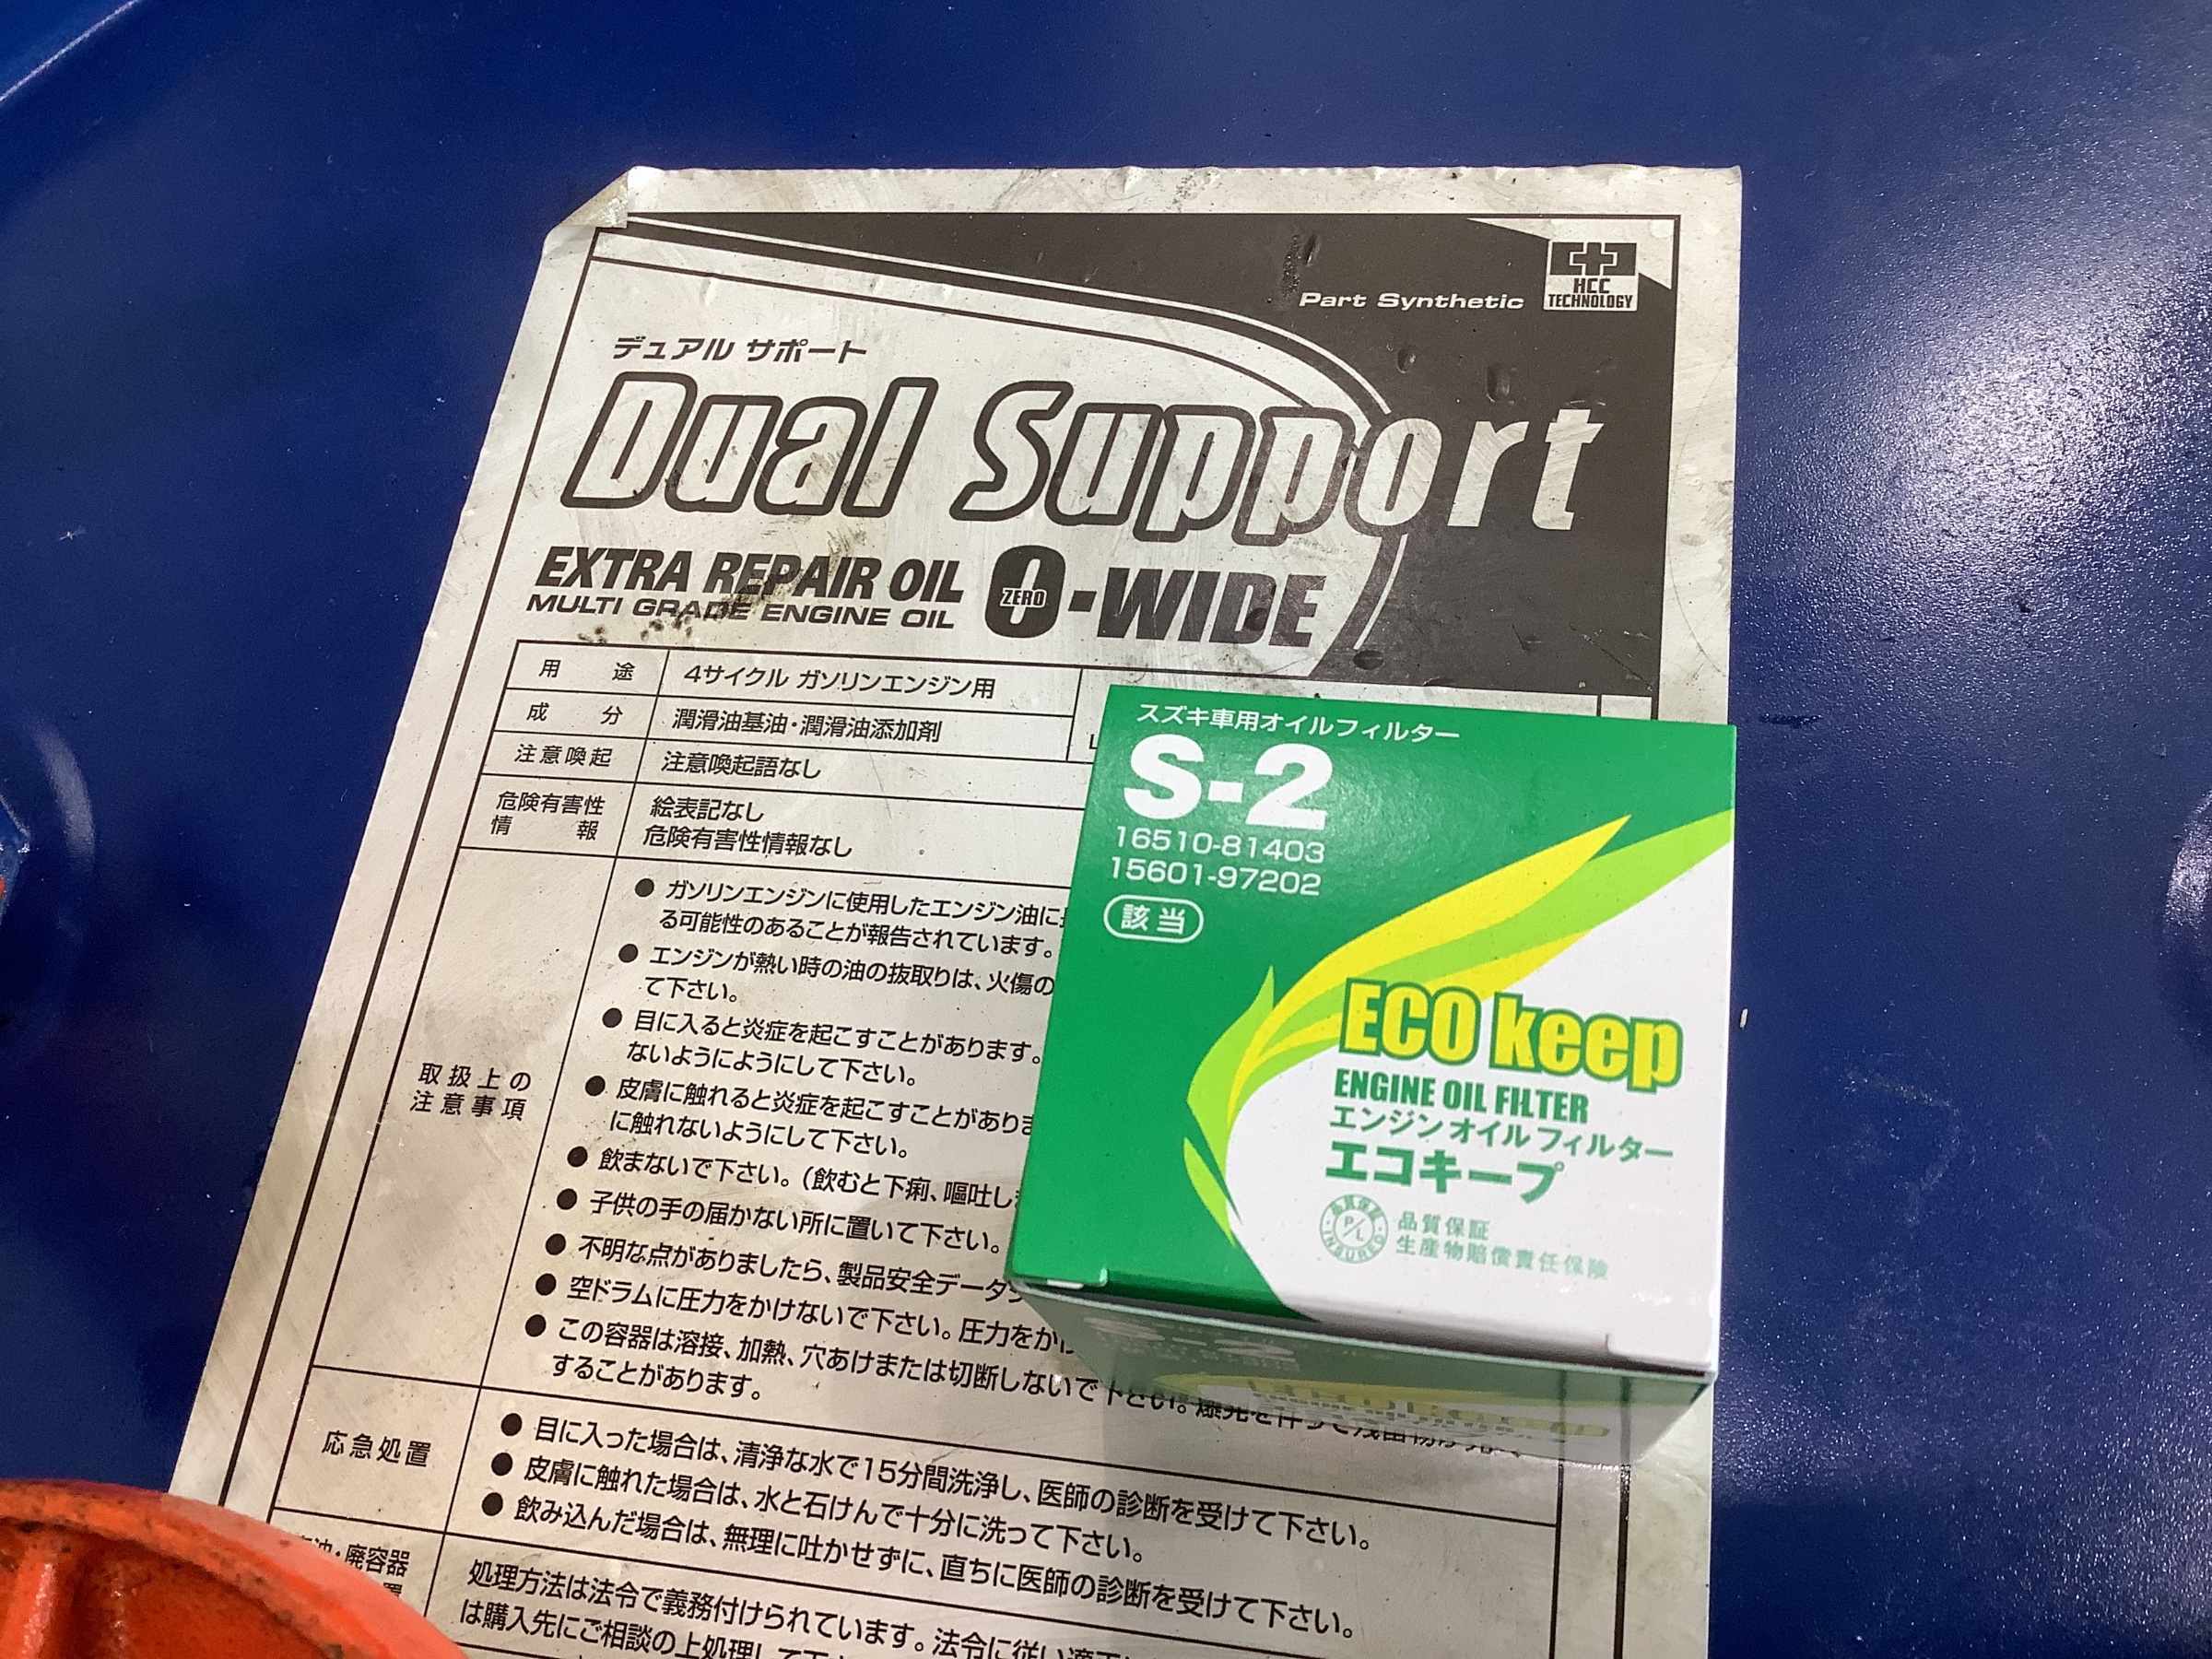 Part Synthetic
HCC
TECHNOLOGY
デュアル サポート
Dual Support
EXTRA REPAIR OIL 0-WIDE
ZERO
MULTI GRADE ENGINE OIL
用途 4サイクル ガソリンエンジン用
成分 潤滑油基油・潤滑油添加剤
注意喚起 注意喚起語なし
危険有害性
情報
絵表記なし
危険有害性情報なし
取扱上の
注意事項
● ガソリンエンジンに使用したエンジン油に
る可能性のあることが報告されています。
● エンジンが熱い時の油の抜取りは、火傷の
て下さい。
● 目に入ると炎症を起こすことがあります。
ないようにようにして下さい。
● 皮膚に触れると炎症を起こすことがありま
に触れないようにして下さい。
● 飲まないで下さい。(飲むと下痢、嘔吐し
● 子供の手の届かない所に置いて下さい。
● 不明な点がありましたら、製品安全データ
● 空ドラムに圧力をかけないで下さい。圧力をか
● この容器は溶接、加熱、穴あけまたは切断しないで下さい。
することがあります。
応急処置
● 目に入った場合は、清浄な水で15分間洗浄し、医師の診断を受けて下さい。
● 皮膚に触れた場合は、水と石けんで十分に洗って下さい。
● 飲み込んだ場合は、無理に吐かせずに、直ちに医師の診断を受けて下さい。
・廃容器
処理方法は法令で義務付けられています。法令に従い適
は購入先にご相談の上処理して下
スズキ車用オイルフィルター
S-2
16510-81403
15601-97202
該当
ECO keep
ENGINE OIL FILTER
エンジンオイルフィルター
エコキープ
品質保証
P/L
INSURED
品質保証
生産物賠償責任保険